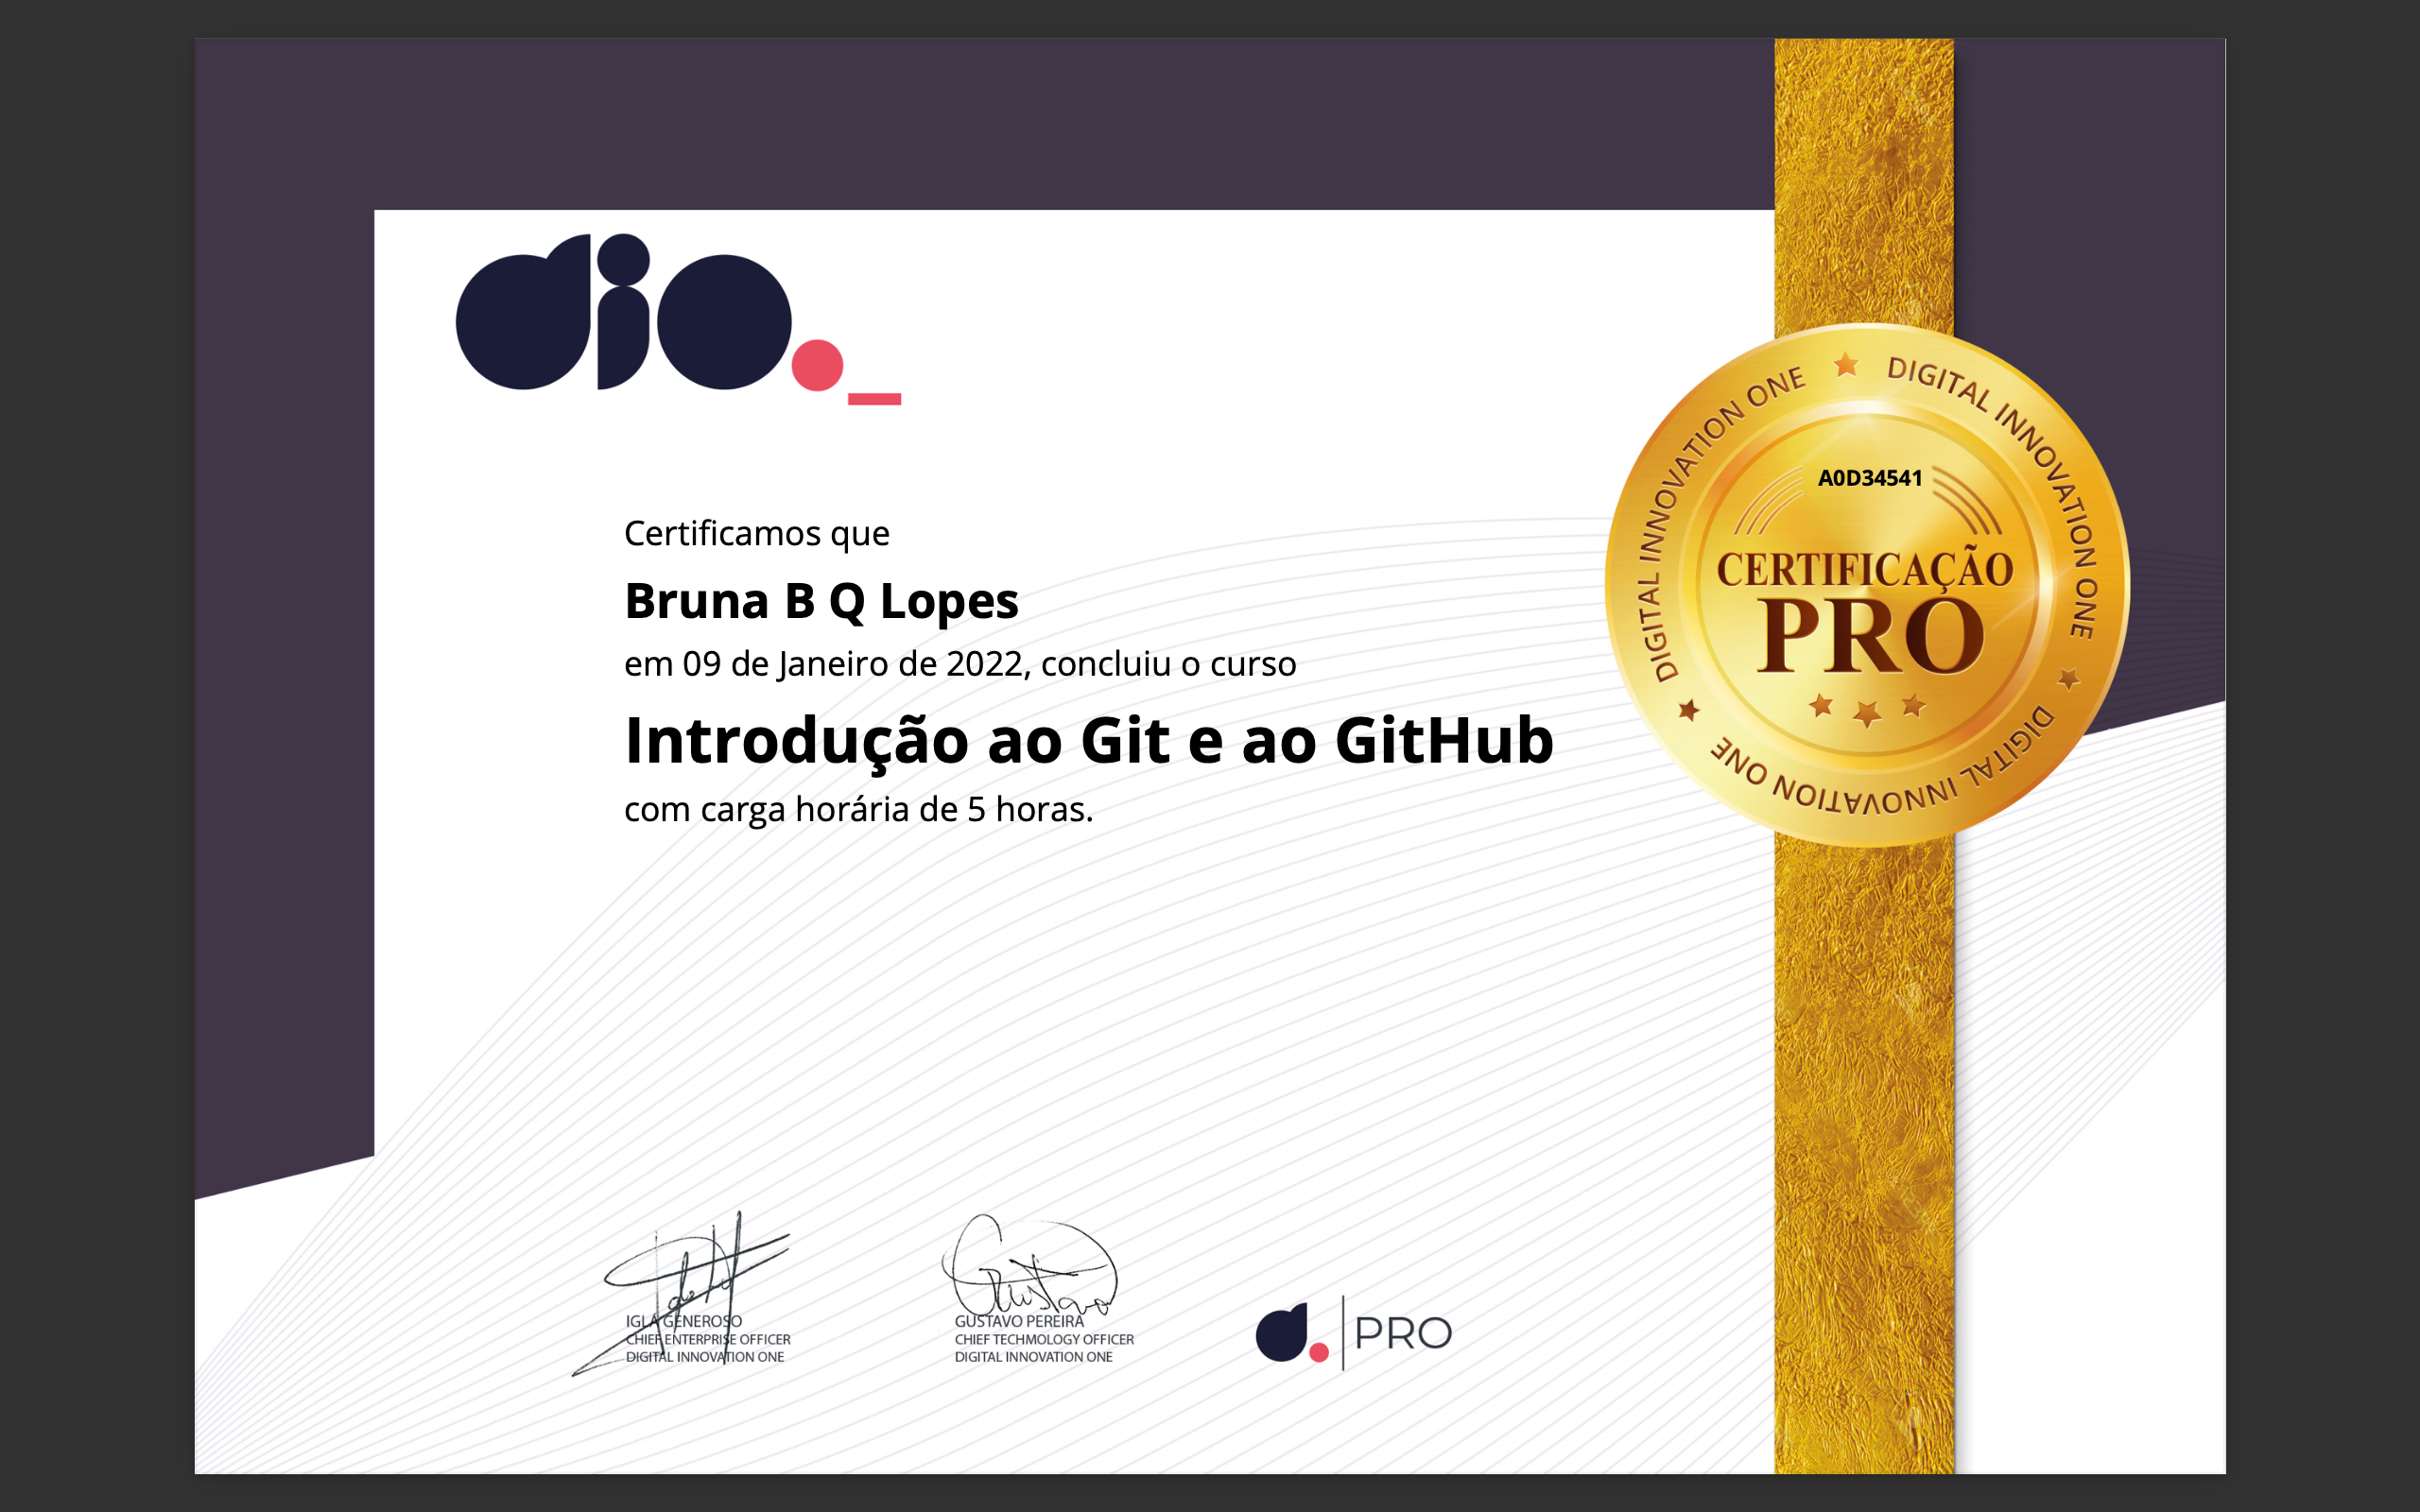 dio._
Certificamos que
Bruna B Q Lopes
em 09 de Janeiro de 2022, concluiu o curso
Introdução ao Git e ao GitHub
com carga horária de 5 horas.
DIGITAL INNOVATION ONE
DIGITAL INNOVATION ONE
DIGITAL INNOVATION ONE
A0D34541
CERTIFICAÇÃO
PRO
IGLÁ GENEROSO
CHIEF ENTERPRISE OFFICER
DIGITAL INNOVATION ONE
Gustavo
GUSTAVO PEREIRA
CHIEF TECHMOLOGY OFFICER
DIGITAL INNOVATION ONE
d. PRO